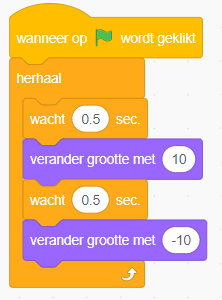 wanneer op wordt geklikt
herhaal
wacht 0.5 sec.
verander grootte met 10
wacht 0.5 sec.
verander grootte met -10